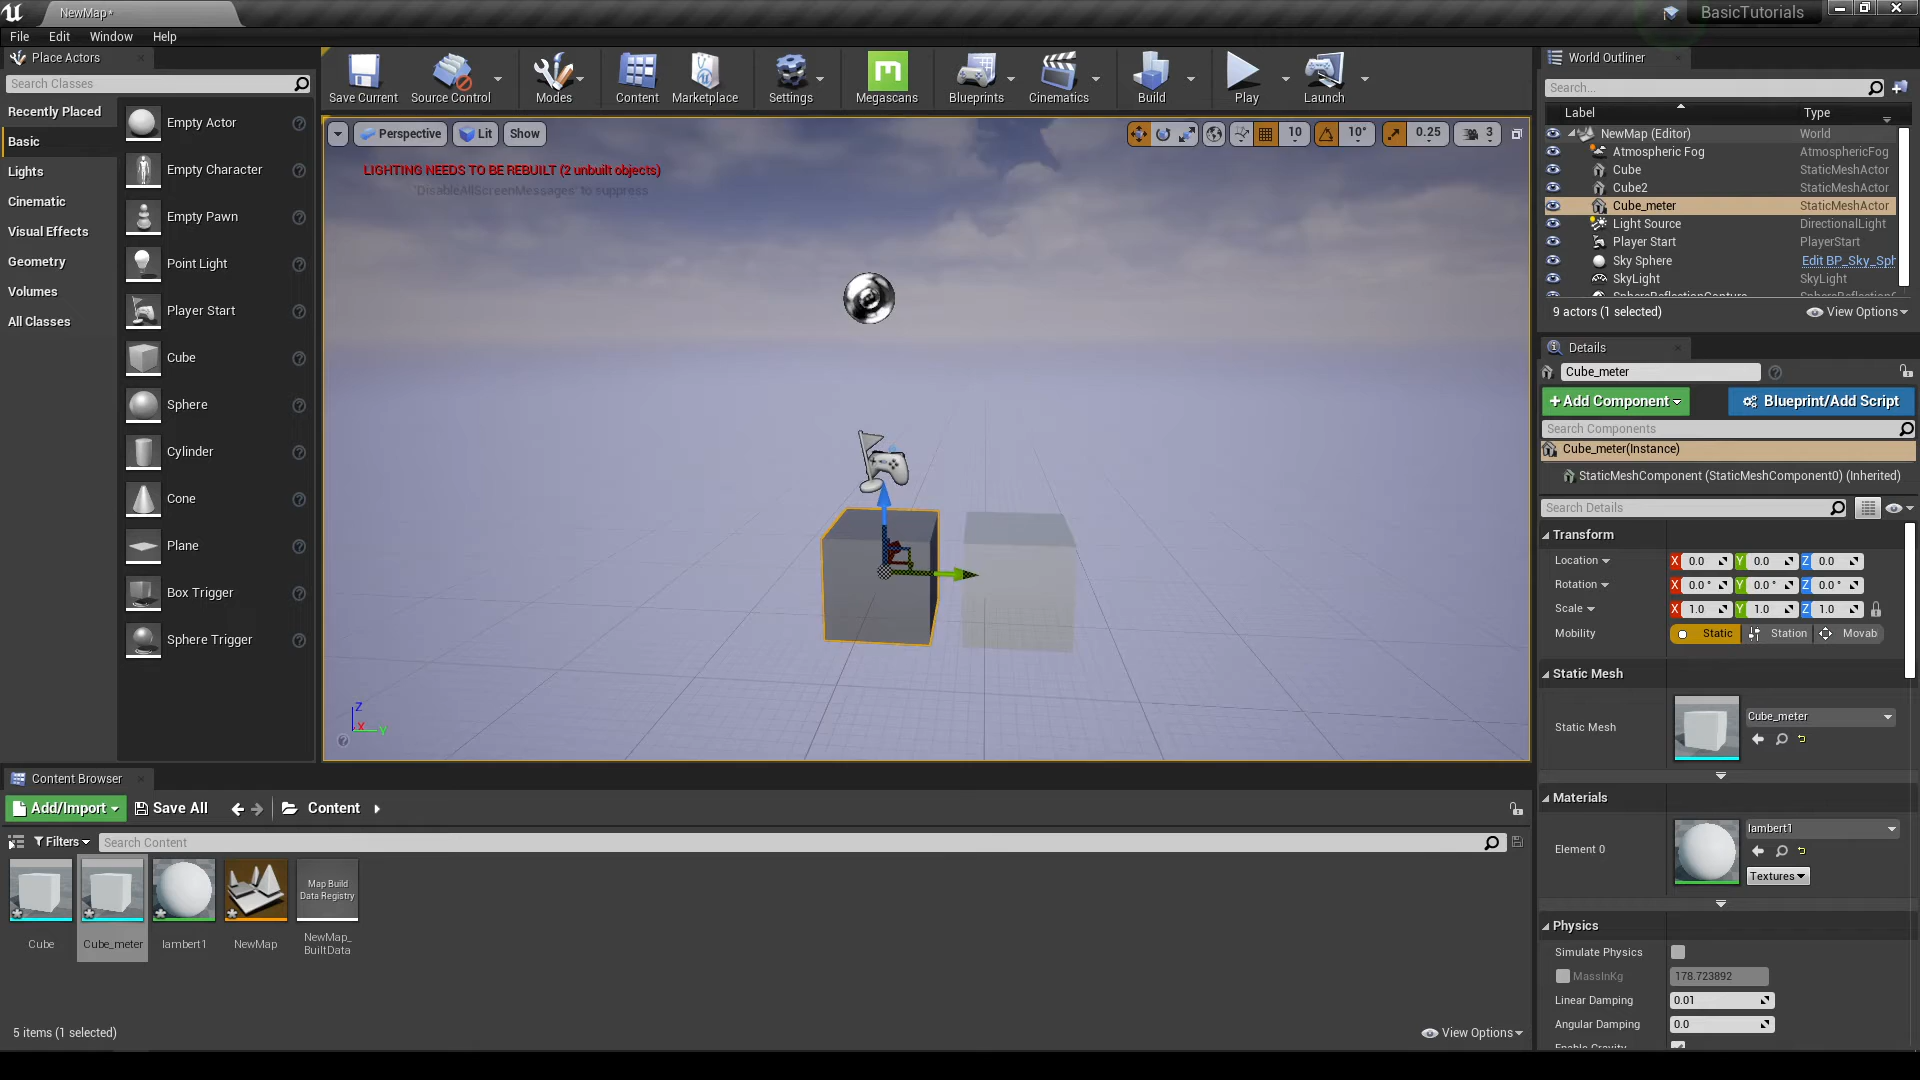 NewMap*
BasicTutorials
File Edit Window Help
Place Actors
Search Classes
Recently Placed
Basic
Lights
Cinematic
Visual Effects
Geometry
Volumes
All Classes
Empty Actor
Empty Character
Empty Pawn
Point Light
Player Start
Cube
Sphere
Cylinder
Cone
Plane
Box Trigger
Sphere Trigger
Save Current
Source Control
Modes
Content
Marketplace
Settings
Megascans
Blueprints
Cinematics
Build
Play
Launch
Perspective
Lit
Show
10
10°
0.25
3
LIGHTING NEEDS TO BE REBUILT (2 unbuilt objects)
'DisableAllScreenMessages' to suppress
Z
X
Y
World Outliner
Search...
Label Type
NewMap (Editor) World
Atmospheric Fog AtmosphericFog
Cube StaticMeshActor
Cube2 StaticMeshActor
Cube_meter StaticMeshActor
Light Source DirectionalLight
Player Start PlayerStart
Sky Sphere Edit BP_Sky_Sph
SkyLight SkyLight
9 actors (1 selected)
View Options
Details
Cube_meter
+Add Component
Blueprint/Add Script
Search Components
Cube_meter(Instance)
StaticMeshComponent (StaticMeshComponent0) (Inherited)
Search Details
Transform
Location X 0.0 Y 0.0 Z 0.0
Rotation X 0.0 ° Y 0.0 ° Z 0.0 °
Scale X 1.0 Y 1.0 Z 1.0
Mobility Static Station Movab
Static Mesh
Static Mesh
Cube_meter
Materials
Element 0
lambert1
Textures
Physics
Simulate Physics
MassInKg 178.723892
Linear Damping 0.01
Angular Damping 0.0
Content Browser
Add/Import
Save All
Content
Filters
Search Content
Cube
Cube_meter
lambert1
NewMap
Map Build
Data Registry
NewMap_
BuiltData
5 items (1 selected)
View Options